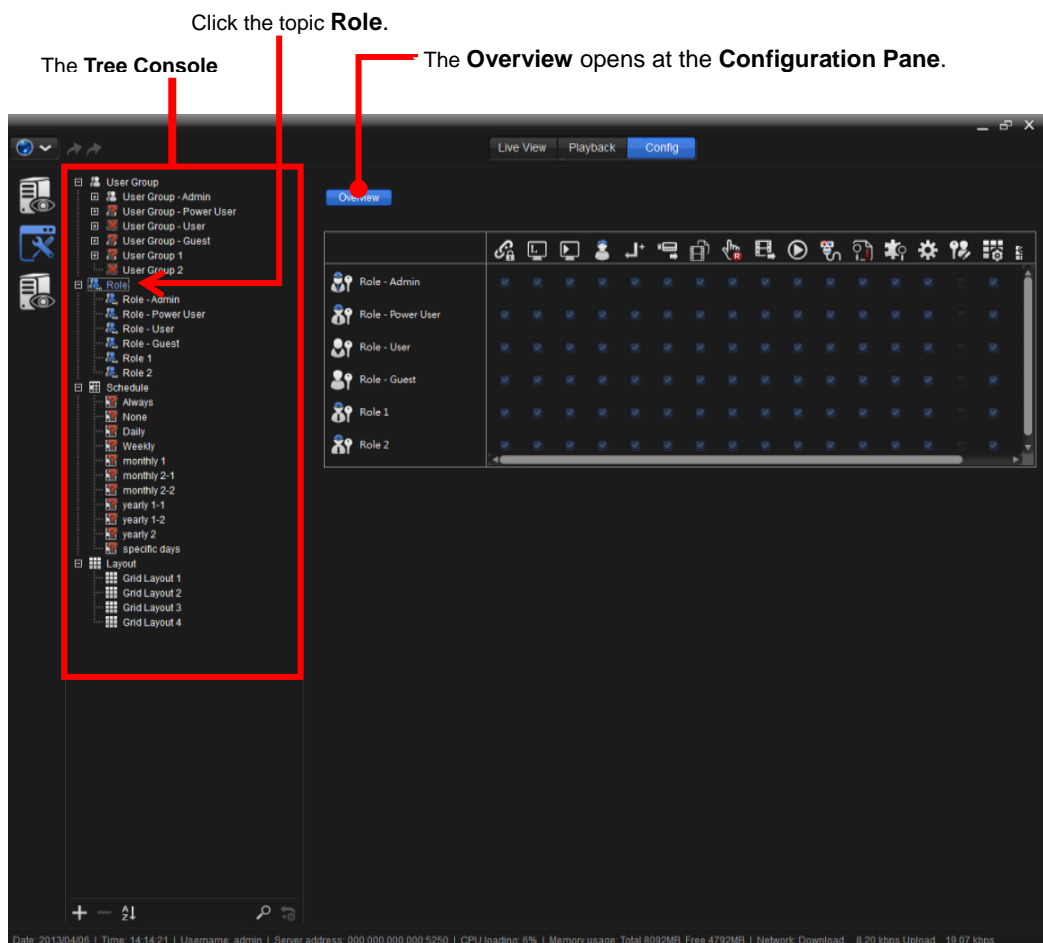 Click the topic Role.
The Overview opens at the Configuration Pane.
The Tree Console
Live View Playback Config
User Group
User Group - Admin
User Group - Power User
User Group - User
User Group - Guest
User Group 1
User Group 2
Role
Role - Admin
Role - Power User
Role - User
Role - Guest
Role 1
Role 2
Schedule
Always
None
Daily
Weekly
monthly 1
monthly 2-1
monthly 2-2
yearly 1-1
yearly 1-2
yearly 2
specific days
Layout
Grid Layout 1
Grid Layout 2
Grid Layout 3
Grid Layout 4
Overview
Role - Admin
Role - Power User
Role - User
Role - Guest
Role 1
Role 2
Date: 2013/04/06 | Time: 14:14:21 | Username: admin | Server address: 000.000.000.000:5250 | CPU loading: 6% | Memory usage: Total 8092MB, Free 4792MB | Network: Download 8.20 kbps Upload 19.07 kbps